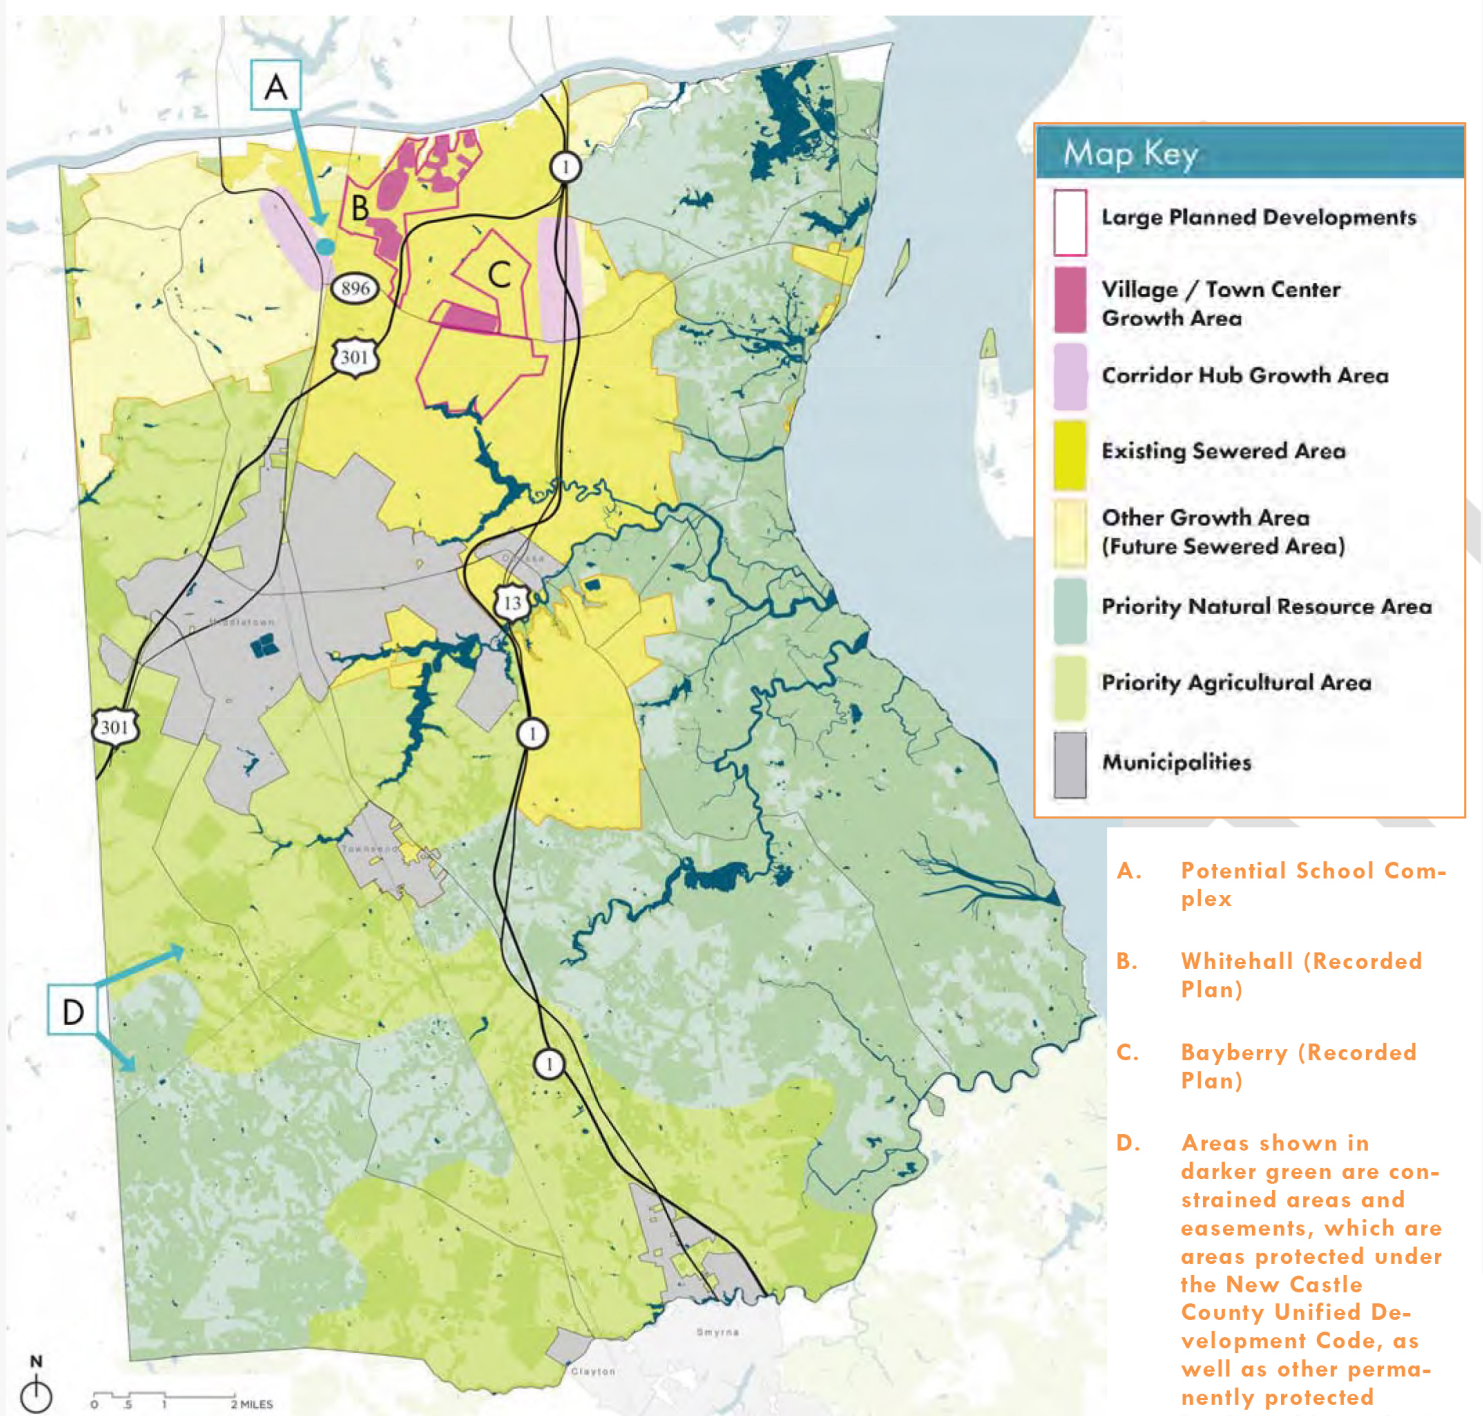 A
B
C
1
896
301
Odessa
13
Middletown
301
1
Townsend
D
1
Smyrna
Clayton
N
0 .5 1 2 MILES
Map Key
Large Planned Developments
Village / Town Center
Growth Area
Corridor Hub Growth Area
Existing Sewered Area
Other Growth Area
(Future Sewered Area)
Priority Natural Resource Area
Priority Agricultural Area
Municipalities
A. Potential School Com-
plex
B. Whitehall (Recorded
Plan)
C. Bayberry (Recorded
Plan)
D. Areas shown in
darker green are con-
strained areas and
easements, which are
areas protected under
the New Castle
County Unified De-
velopment Code, as
well as other perma-
nently protected